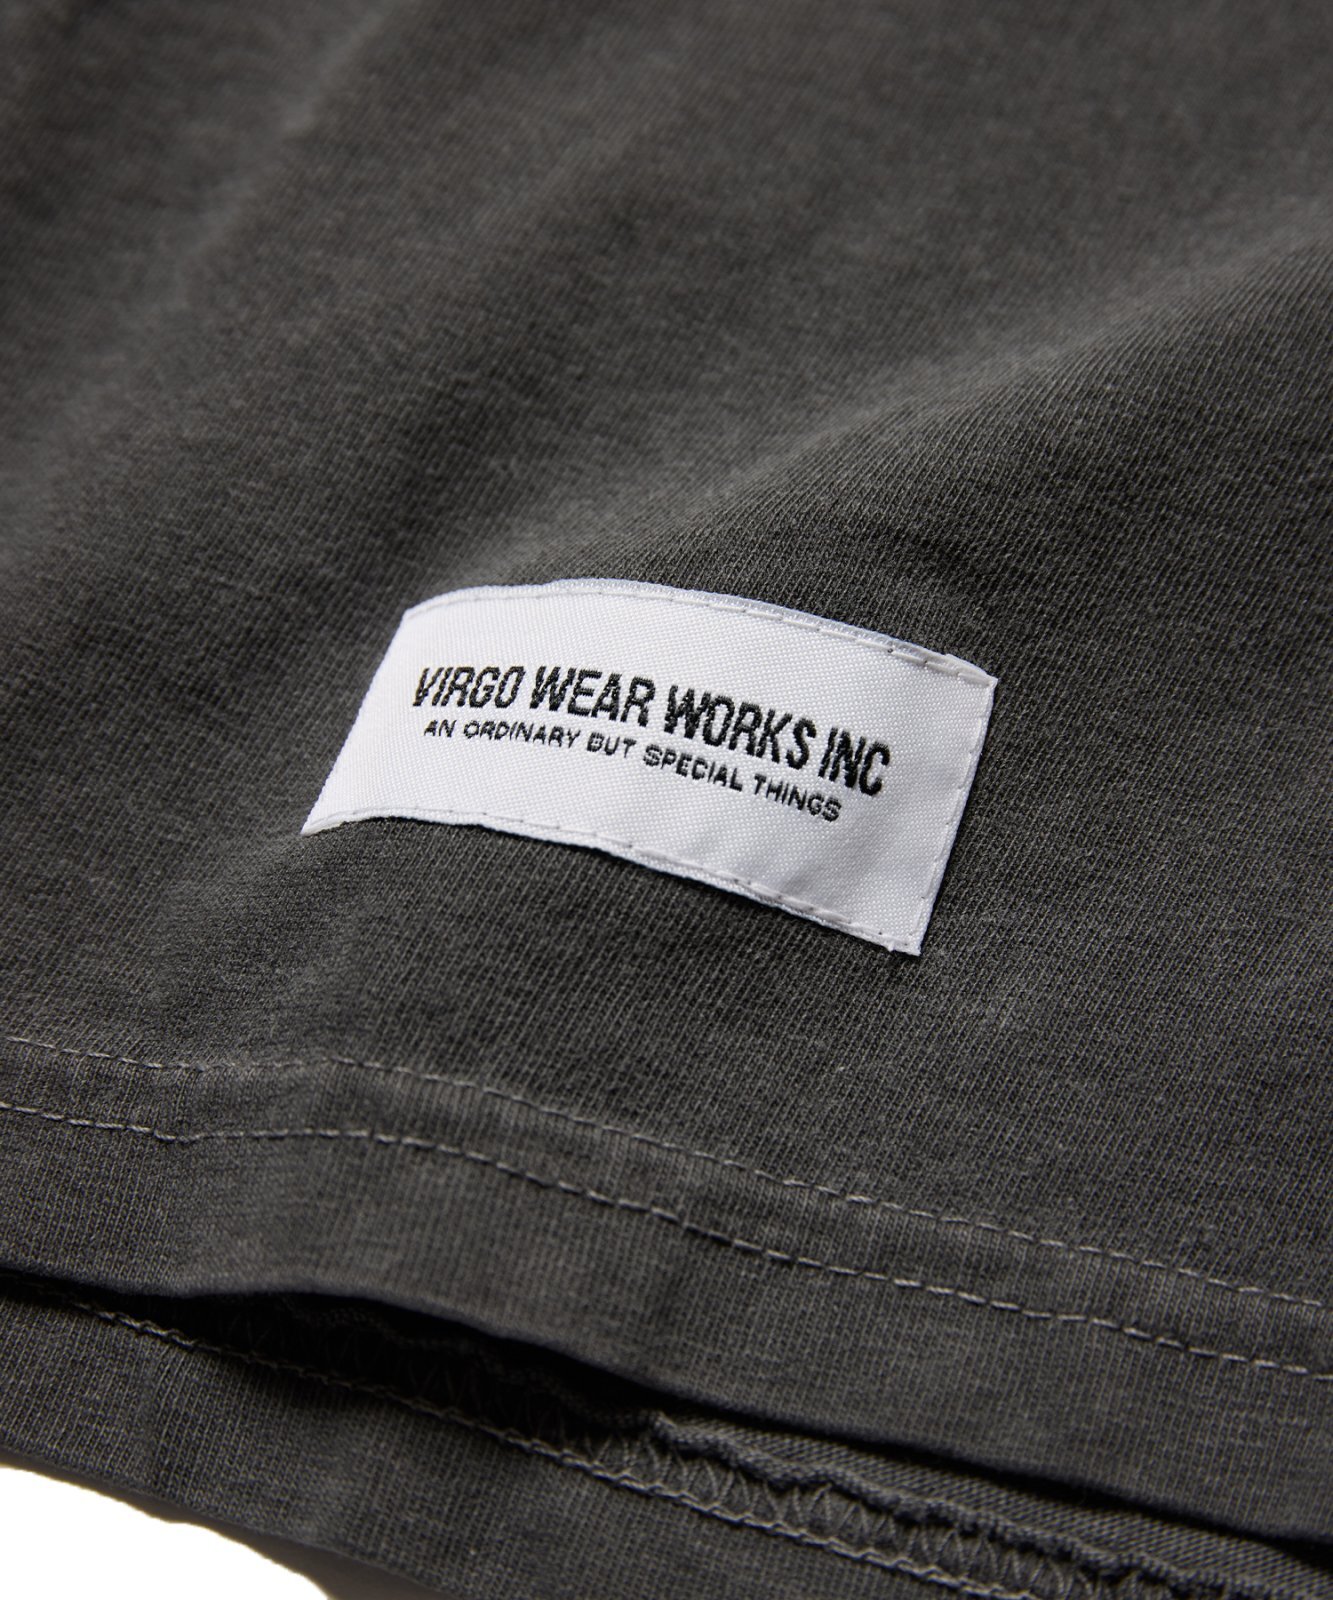 VIRGO WEAR WORKS INC
AN ORDINARY BUT SPECIAL THINGS